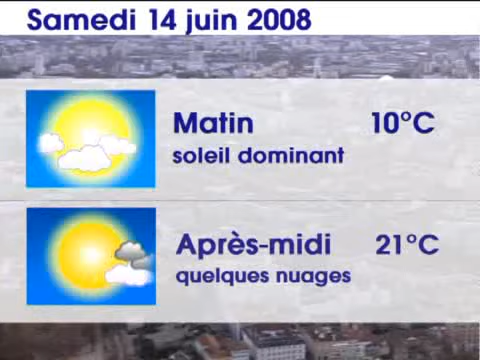 Samedi 14 juin 2008
Matin 10°C
soleil dominant
Après-midi 21°C
quelques nuages